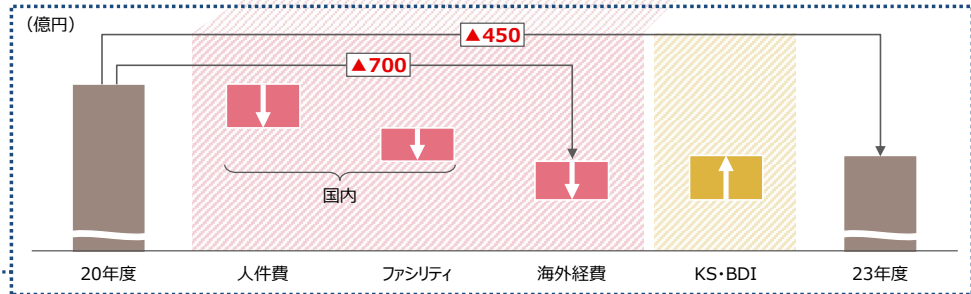 (億円)
▲450
▲700
国内
20年度
人件費
ファシリティ
海外経費
KS・BDI
23年度